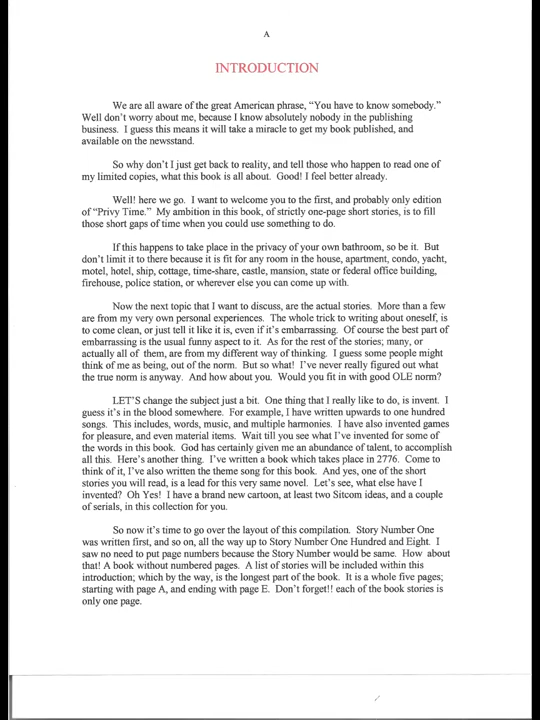 A
INTRODUCTION
We are all aware of the great American phrase, "You have to know somebody."
Well don't worry about me, because I know absolutely nobody in the publishing
business. I guess this means it will take a miracle to get my book published, and
available on the newsstand.
So why don't I just get back to reality, and tell those who happen to read one of
my limited copies, what this book is all about. Good! I feel better already.
Well! here we go. I want to welcome you to the first, and probably only edition
of "Privy Time." My ambition in this book, of strictly one-page short stories, is to fill
those short gaps of time when you could use something to do.
If this happens to take place in the privacy of your own bathroom, so be it. But
don't limit it to there because it is fit for any room in the house, apartment, condo, yacht,
motel, hotel, ship, cottage, time-share, castle, mansion, state or federal office building,
firehouse, police station, or wherever else you can come up with.
Now the next topic that I want to discuss, are the actual stories. More than a few
are from my very own personal experiences. The whole trick to writing about oneself, is
to come clean, or just tell it like it is, even if it's embarrassing. Of course the best part of
embarrassing is the usual funny aspect to it. As for the rest of the stories; many, or
actually all of them, are from my different way of thinking. I guess some people might
think of me as being, out of the norm. But so what! I've never really figured out what
the true norm is anyway. And how about you. Would you fit in with good OLE norm?
LET'S change the subject just a bit. One thing that I really like to do, is invent. I
guess it's in the blood somewhere. For example, I have written upwards to one hundred
songs. This includes, words, music, and multiple harmonies. I have also invented games
for pleasure, and even material items. Wait till you see what I've invented for some of
the words in this book. God has certainly given me an abundance of talent, to accomplish
all this. Here's another thing. I've written a book which takes place in 2776. Come to
think of it, I've also written the theme song for this book. And yes, one of the short
stories you will read, is a lead for this very same novel. Let's see, what else have I
invented? Oh Yes! I have a brand new cartoon, at least two Sitcom ideas, and a couple
of serials, in this collection for you.
So now it's time to go over the layout of this compilation. Story Number One
was written first, and so on, all the way up to Story Number One Hundred and Eight. I
saw no need to put page numbers because the Story Number would be same. How about
that! A book without numbered pages. A list of stories will be included within this
introduction; which by the way, is the longest part of the book. It is a whole five pages;
starting with page A, and ending with page E. Don't forget!! each of the book stories is
only one page.